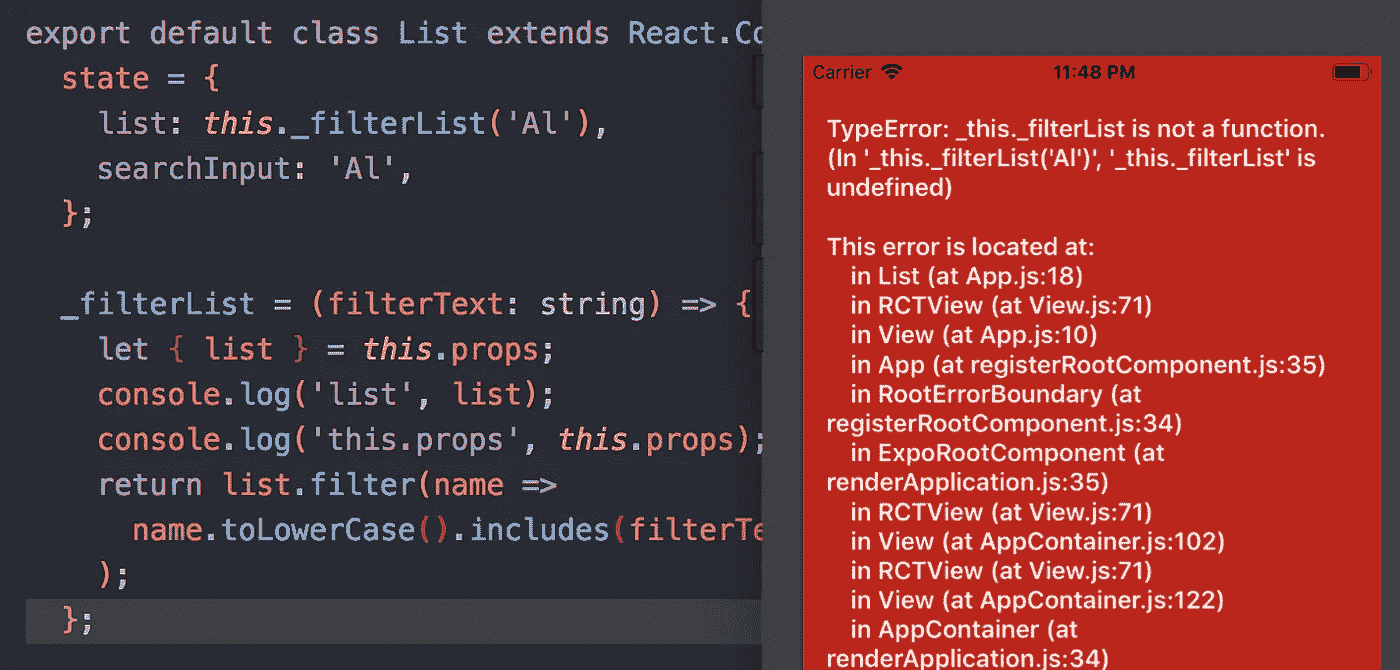 export default class List extends React.Co
state = {
list: this._filterList('Al'),
searchInput: 'Al',
};
_filterList = (filterText: string) => {
let { list } = this.props;
console.log('list', list);
console.log('this.props', this.props);
return list.filter(name =>
name.toLowerCase().includes(filterTe
);
};
Carrier 11:48 PM
TypeError: _this._filterList is not a function.
(In '_this._filterList('Al')', '_this._filterList' is
undefined)
This error is located at:
in List (at App.js:18)
in RCTView (at View.js:71)
in View (at App.js:10)
in App (at registerRootComponent.js:35)
in RootErrorBoundary (at
registerRootComponent.js:34)
in ExpoRootComponent (at
renderApplication.js:35)
in RCTView (at View.js:71)
in View (at AppContainer.js:102)
in RCTView (at View.js:71)
in View (at AppContainer.js:122)
in AppContainer (at
renderApplication.js:34)